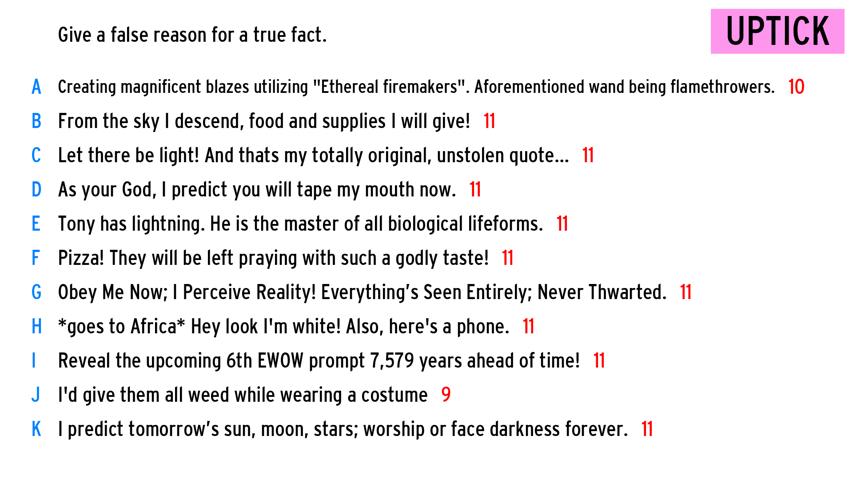 Give a false reason for a true fact.
UPTICK
A Creating magnificent blazes utilizing "Ethereal firemakers". Aforementioned wand being flamethrowers. 10
B From the sky I descend, food and supplies I will give! 11
C Let there be light! And thats my totally original, unstolen quote... 11
D As your God, I predict you will tape my mouth now. 11
E Tony has lightning. He is the master of all biological lifeforms. 11
F Pizza! They will be left praying with such a godly taste! 11
G Obey Me Now; I Perceive Reality! Everything's Seen Entirely; Never Thwarted. 11
H *goes to Africa* Hey look I'm white! Also, here's a phone. 11
I Reveal the upcoming 6th EWOW prompt 7,579 years ahead of time! 11
J I'd give them all weed while wearing a costume 9
K I predict tomorrow's sun, moon, stars; worship or face darkness forever. 11